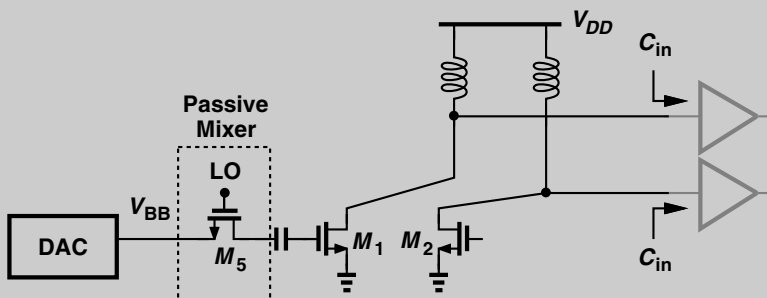 V_DD
C_in
Passive
Mixer
LO
V_BB
DAC
M_5
M_1
M_2
C_in